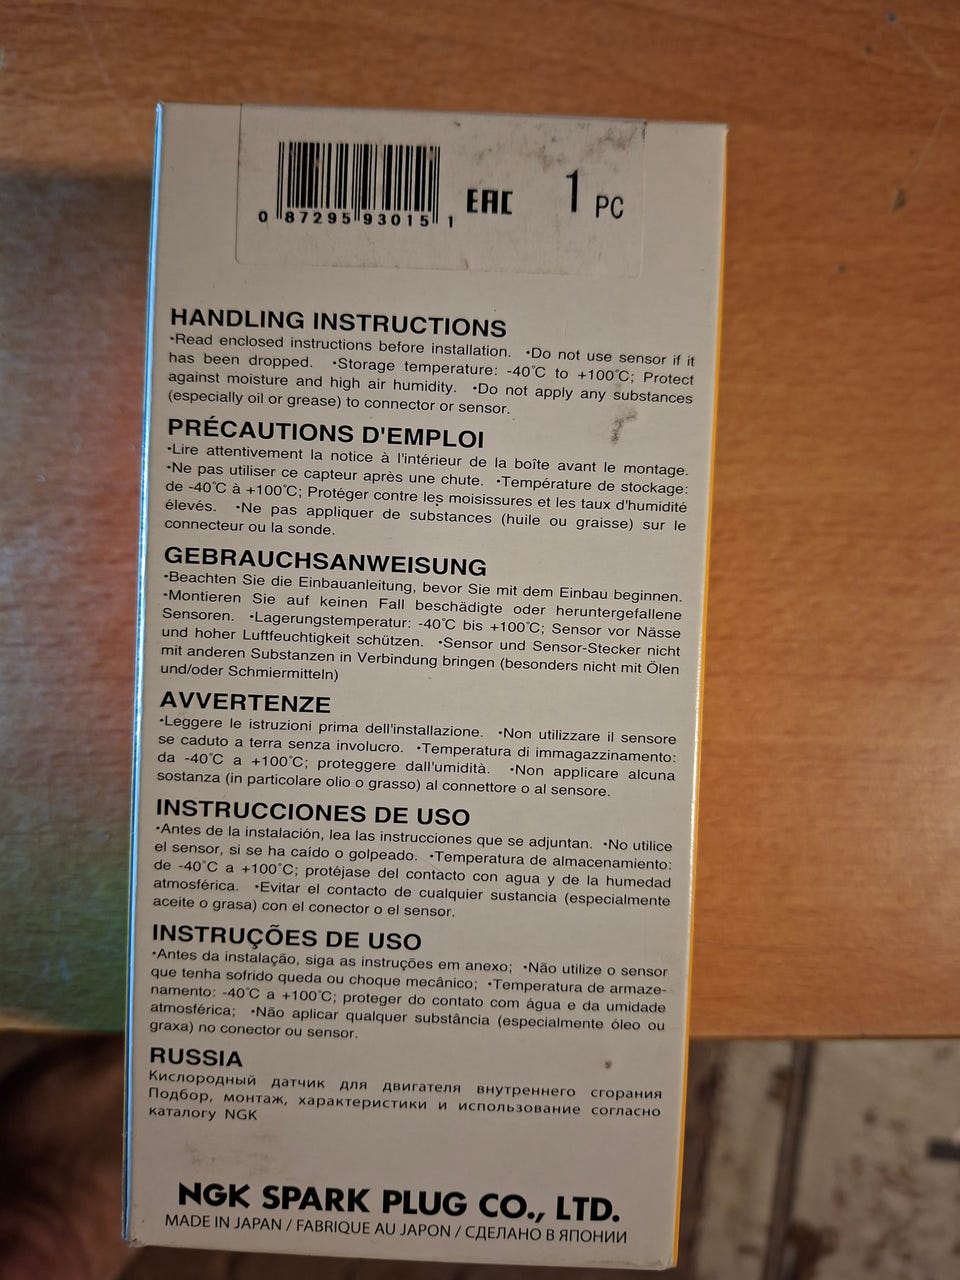 0 87295 93015 1
EAC
1 PC
HANDLING INSTRUCTIONS
•Read enclosed instructions before installation. •Do not use sensor if it
has been dropped. •Storage temperature: -40°C to +100°C; Protect
against moisture and high air humidity. •Do not apply any substances
(especially oil or grease) to connector or sensor.
PRÉCAUTIONS D'EMPLOI
•Lire attentivement la notice à l'intérieur de la boîte avant le montage.
•Ne pas utiliser ce capteur après une chute. •Température de stockage:
de -40°C à +100°C; Protéger contre les moisissures et les taux d'humidité
élevés. •Ne pas appliquer de substances (huile ou graisse) sur le
connecteur ou la sonde.
GEBRAUCHSANWEISUNG
•Beachten Sie die Einbauanleitung, bevor Sie mit dem Einbau beginnen.
•Montieren Sie auf keinen Fall beschädigte oder heruntergefallene
Sensoren. •Lagerungstemperatur: -40°C bis +100°C; Sensor vor Nässe
und hoher Luftfeuchtigkeit schützen. •Sensor und Sensor-Stecker nicht
mit anderen Substanzen in Verbindung bringen (besonders nicht mit Ölen
und/oder Schmiermitteln)
AVVERTENZE
•Leggere le istruzioni prima dell'installazione. •Non utilizzare il sensore
se caduto a terra senza involucro. •Temperatura di immagazzinamento:
da -40°C a +100°C; proteggere dall'umidità. •Non applicare alcuna
sostanza (in particolare olio o grasso) al connettore o al sensore.
INSTRUCCIONES DE USO
•Antes de la instalación, lea las instrucciones que se adjuntan. •No utilice
el sensor, si se ha caído o golpeado. •Temperatura de almacenamiento:
de -40°C a +100°C; protéjase del contacto con agua y de la humedad
atmosférica. •Evitar el contacto de cualquier sustancia (especialmente
aceite o grasa) con el conector o el sensor.
INSTRUÇÕES DE USO
•Antes da instalação, siga as instruções em anexo; •Não utilize o sensor
que tenha sofrido queda ou choque mecânico; •Temperatura de armaze-
namento: -40°C a +100°C; proteger do contato com água e da umidade
atmosférica; •Não aplicar qualquer substância (especialmente óleo ou
graxa) no conector ou sensor.
RUSSIA
Кислородный датчик для двигателя внутреннего сгорания
Подбор, монтаж, характеристики и использование согласно
каталогу NGK
NGK SPARK PLUG CO., LTD.
MADE IN JAPAN / FABRIQUE AU JAPON / СДЕЛАНО В ЯПОНИИ